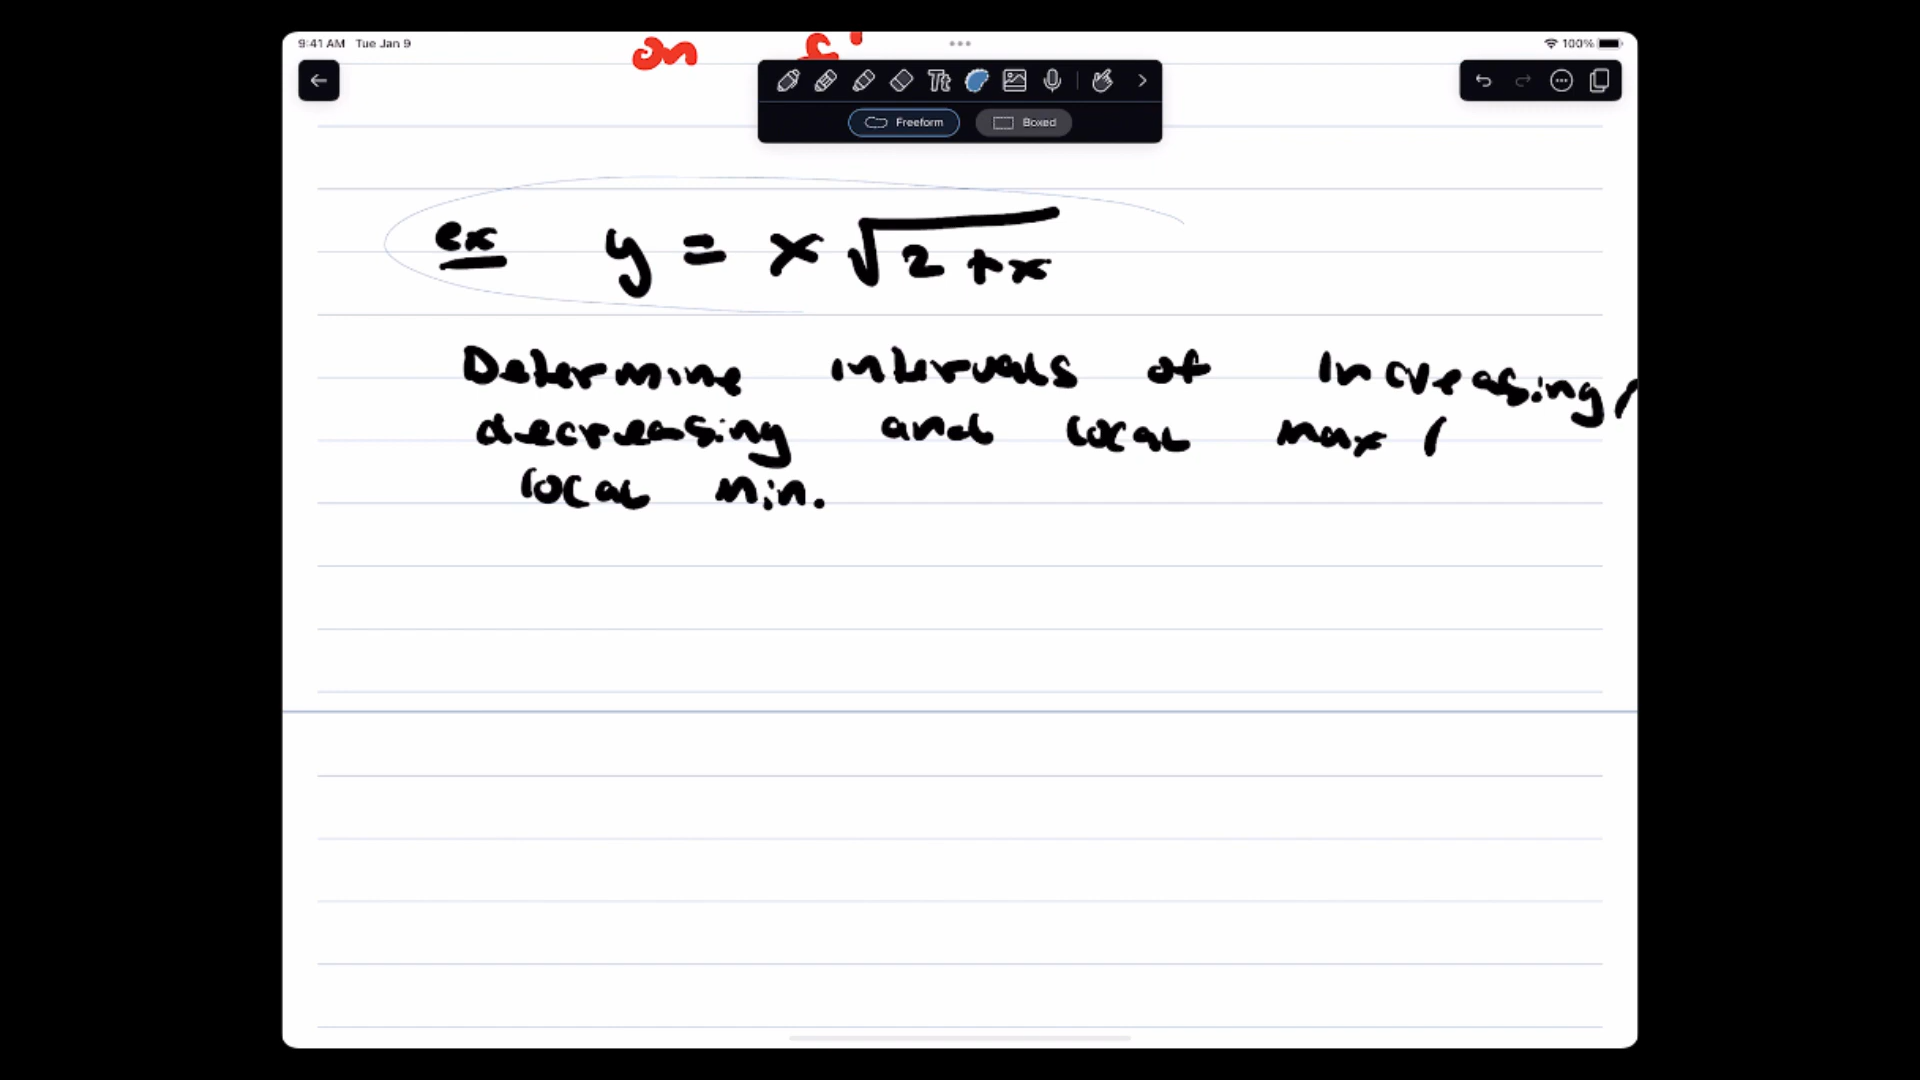 9:41 AM Tue Jan 9
100%
on f'
Freeform Boxed
ex y = x √2+x
Determine intervals of increasing/
decreasing and local max /
local min.